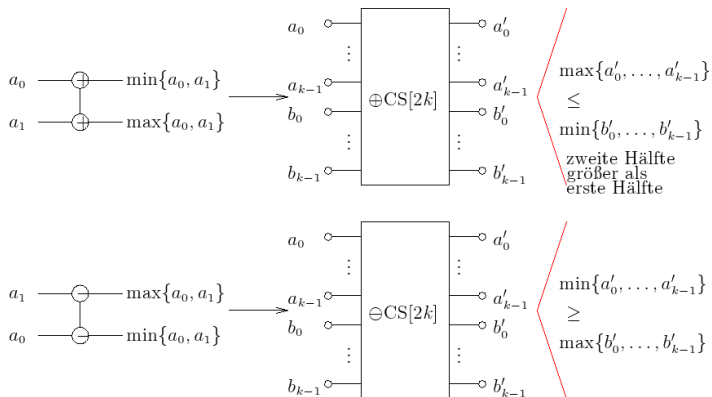 a₀ min{a₀, a₁}
a₁ max{a₀, a₁}
a₀ a′₀
⋮ ⋮
aₖ₋₁ a′ₖ₋₁
b₀ ⊕CS[2k] b′₀
⋮ ⋮
bₖ₋₁ b′ₖ₋₁
max{a′₀, . . . , a′ₖ₋₁}
≤
min{b′₀, . . . , b′ₖ₋₁}
zweite Hälfte
größer als
erste Hälfte
a₁ max{a₀, a₁}
a₀ min{a₀, a₁}
a₀ a′₀
⋮ ⋮
aₖ₋₁ a′ₖ₋₁
b₀ ⊖CS[2k] b′₀
⋮ ⋮
bₖ₋₁ b′ₖ₋₁
min{a′₀, . . . , a′ₖ₋₁}
≥
max{b′₀, . . . , b′ₖ₋₁}